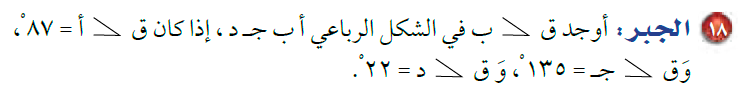 ١٨ الجبر: أوجد ق ∠ ب في الشكل الرباعي أ ب جـ د، إذا كان ق ∠ أ = ٨٧°،
وَ ق ∠ جـ = ١٣٥°، وَ ق ∠ د = ٢٢°.